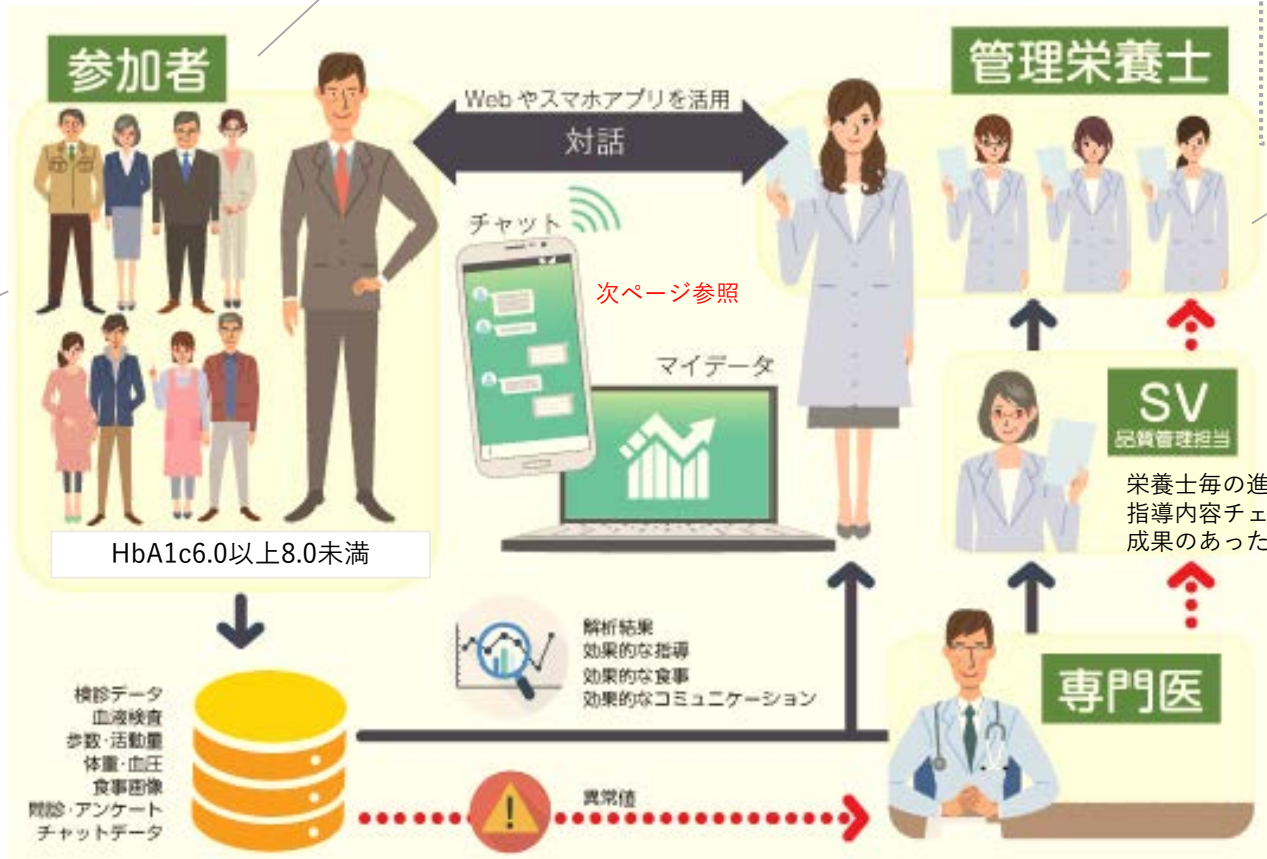 参加者
管理栄養士
Webやスマホアプリを活用
対話
チャット
次ページ参照
マイデータ
SV
品質管理担当
栄養士毎の進
指導内容チェ
成果のあった
HbA1c6.0以上8.0未満
解析結果
効果的な指導
効果的な食事
効果的なコミュニケーション
専門医
検診データ
血液検査
歩数・活動量
体重・血圧
食事画像
問診・アンケート
チャットデータ
異常値